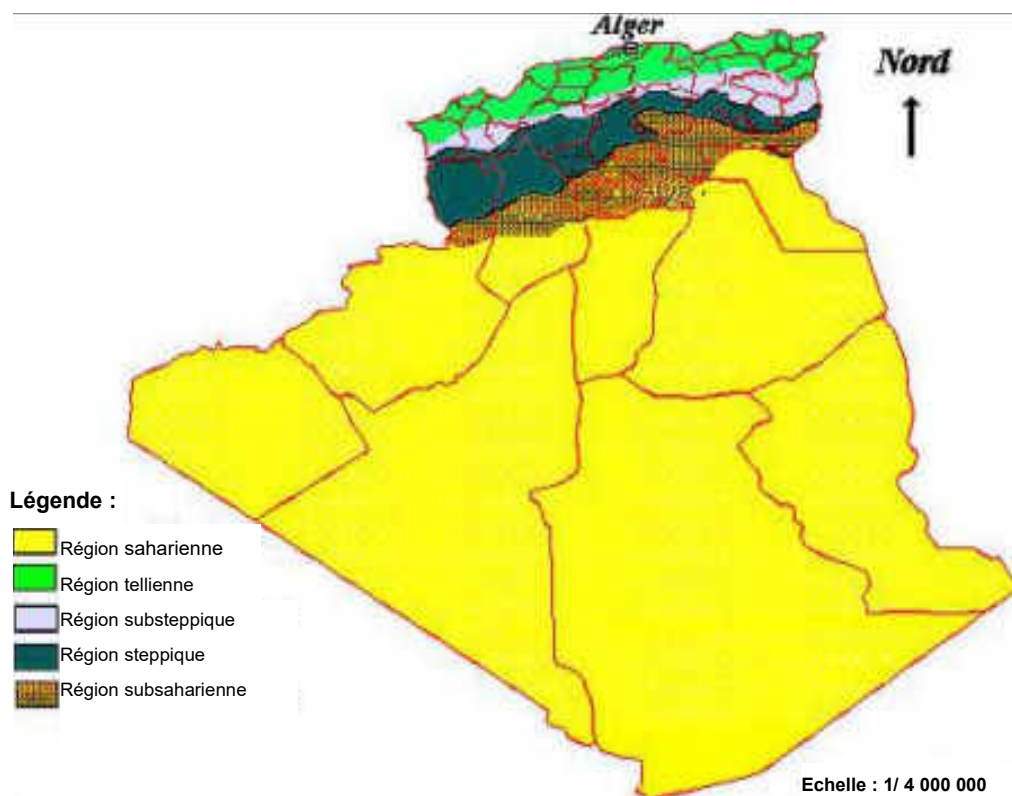 Alger
Nord
Légende :
Région saharienne
Région tellienne
Région substeppique
Région steppique
Région subsaharienne
Echelle : 1/ 4 000 000